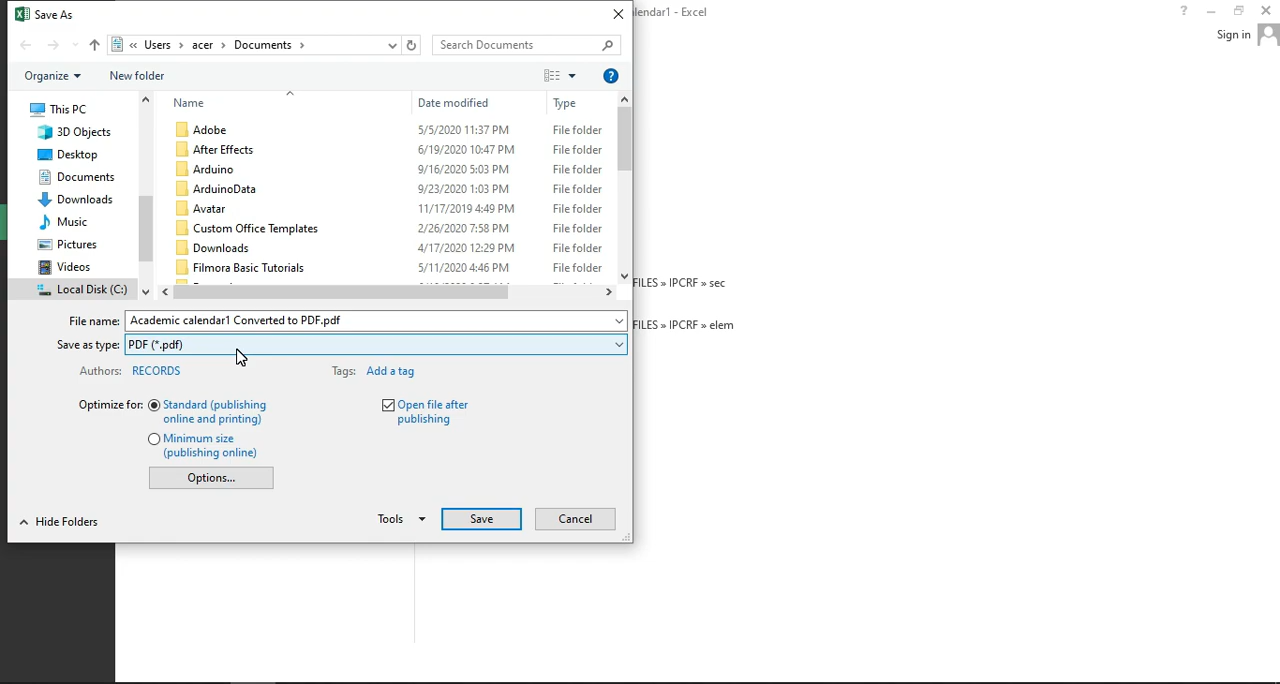 Save As
lendar1 - Excel
Sign in
« Users › acer › Documents ›
Search Documents
Organize
New folder
This PC
3D Objects
Desktop
Documents
Downloads
Music
Pictures
Videos
Local Disk (C:)
Name Date modified Type
Adobe 5/5/2020 11:37 PM File folder
After Effects 6/19/2020 10:47 PM File folder
Arduino 9/16/2020 5:03 PM File folder
ArduinoData 9/23/2020 1:03 PM File folder
Avatar 11/17/2019 4:49 PM File folder
Custom Office Templates 2/26/2020 7:58 PM File folder
Downloads 4/17/2020 12:29 PM File folder
Filmora Basic Tutorials 5/11/2020 4:46 PM File folder
FILES » IPCRF » sec
FILES » IPCRF » elem
File name: Academic calendar1 Converted to PDF.pdf
Save as type: PDF (*.pdf)
Authors: RECORDS
Tags: Add a tag
Optimize for:
Standard (publishing
online and printing)
Minimum size
(publishing online)
Open file after
publishing
Options...
Hide Folders
Tools
Save
Cancel